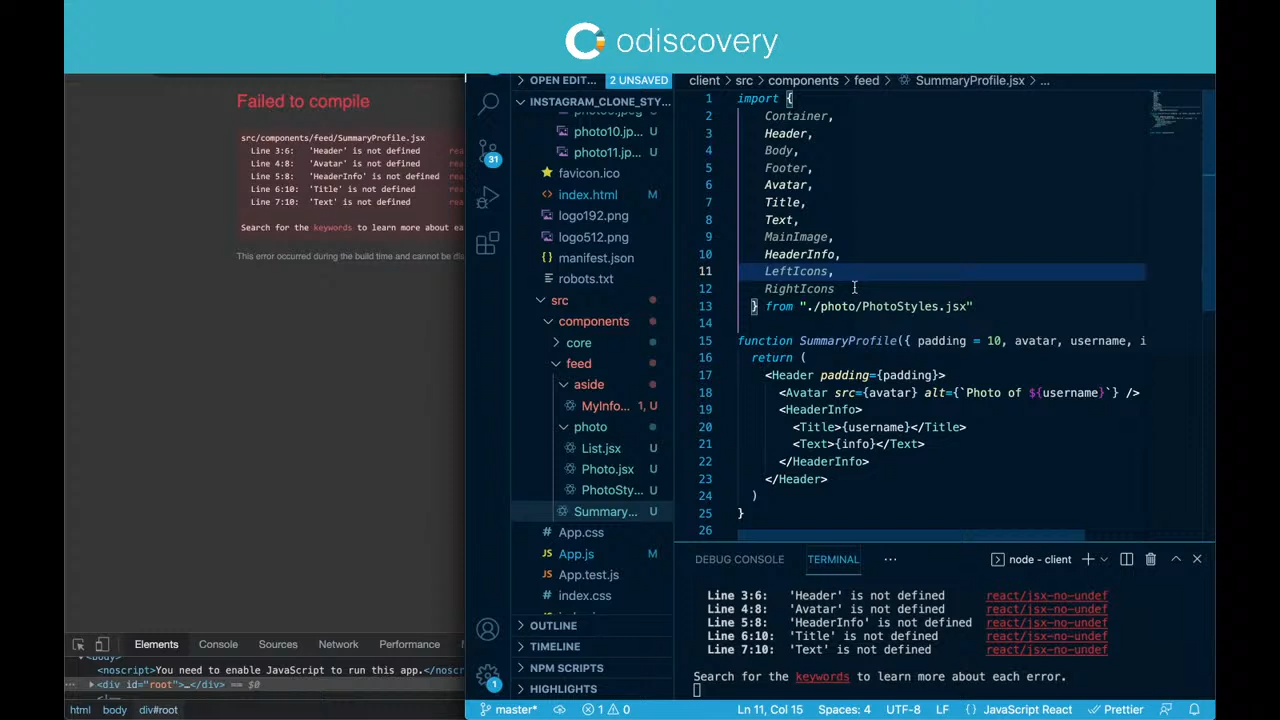 odiscovery
Failed to compile
src/components/feed/SummaryProfile.jsx
Line 3:6: 'Header' is not defined rea
Line 4:8: 'Avatar' is not defined rea
Line 5:8: 'HeaderInfo' is not defined rea
Line 6:10: 'Title' is not defined rea
Line 7:10: 'Text' is not defined rea
Search for the keywords to learn more about ea
This error occurred during the build time and cannot be dis
Elements Console Sources Network Performance
<body>
<noscript>You need to enable JavaScript to run this app.</noscr
<div id="root">…</div> == $0
html body div#root
OPEN EDIT... 2 UNSAVED
INSTAGRAM_CLONE_STY...
photo10.jp... U
photo11.jp... U
favicon.ico
index.html M
logo192.png
logo512.png
manifest.json
robots.txt
src
components
core
feed
aside
MyInfo... 1, U
photo
List.jsx U
Photo.jsx U
PhotoSty... U
Summary... U
App.css
App.js M
App.test.js
index.css
OUTLINE
TIMELINE
NPM SCRIPTS
HIGHLIGHTS
31
1
client > src > components > feed > SummaryProfile.jsx > ...
1 import {
2 Container,
3 Header,
4 Body,
5 Footer,
6 Avatar,
7 Title,
8 Text,
9 MainImage,
10 HeaderInfo,
11 LeftIcons,
12 RightIcons
13 } from "./photo/PhotoStyles.jsx"
14
15 function SummaryProfile({ padding = 10, avatar, username, i
16 return (
17 <Header padding={padding}>
18 <Avatar src={avatar} alt={`Photo of ${username}`} />
19 <HeaderInfo>
20 <Title>{username}</Title>
21 <Text>{info}</Text>
22 </HeaderInfo>
23 </Header>
24 )
25 }
26
DEBUG CONSOLE TERMINAL ... node - client
Line 3:6: 'Header' is not defined react/jsx-no-undef
Line 4:8: 'Avatar' is not defined react/jsx-no-undef
Line 5:8: 'HeaderInfo' is not defined react/jsx-no-undef
Line 6:10: 'Title' is not defined react/jsx-no-undef
Line 7:10: 'Text' is not defined react/jsx-no-undef
Search for the keywords to learn more about each error.
master* 1 0 Ln 11, Col 15 Spaces: 4 UTF-8 LF {} JavaScript React Prettier